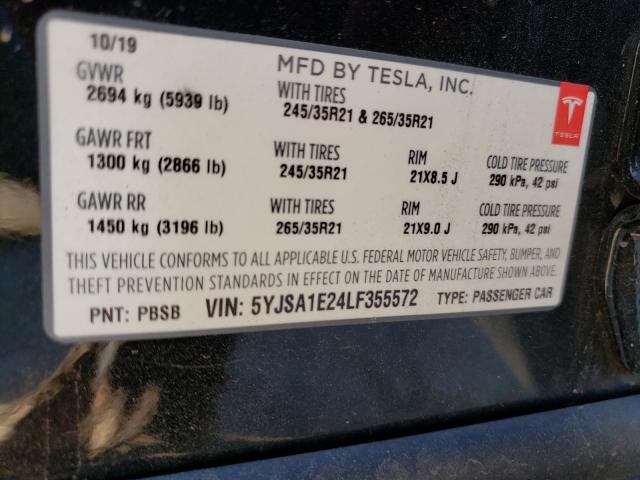 10/19
MFD BY TESLA, INC.
GVWR
2694 kg (5939 lb)
WITH TIRES
245/35R21 & 265/35R21
TESLA
GAWR FRT
1300 kg (2866 lb)
WITH TIRES
245/35R21
RIM
21X8.5 J
COLD TIRE PRESSURE
290 kPa, 42 psi
GAWR RR
1450 kg (3196 lb)
WITH TIRES
265/35R21
RIM
21X9.0 J
COLD TIRE PRESSURE
290 kPa, 42 psi
THIS VEHICLE CONFORMS TO ALL APPLICABLE U.S. FEDERAL MOTOR VEHICLE SAFETY, BUMPER, AND
THEFT PREVENTION STANDARDS IN EFFECT ON THE DATE OF MANUFACTURE SHOWN ABOVE.
PNT: PBSB VIN: 5YJSA1E24LF355572 TYPE: PASSENGER CAR